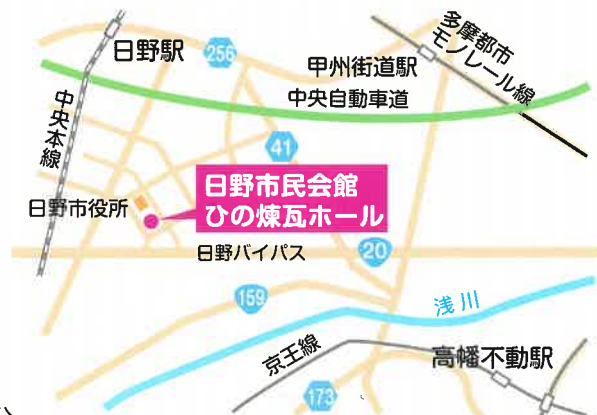 日野駅
256
多摩都市
モノレール線
甲州街道駅
中央自動車道
中央本線
41
日野市民会館
ひの煉瓦ホール
日野市役所
日野バイパス
20
159
浅川
京王線
高幡不動駅
173